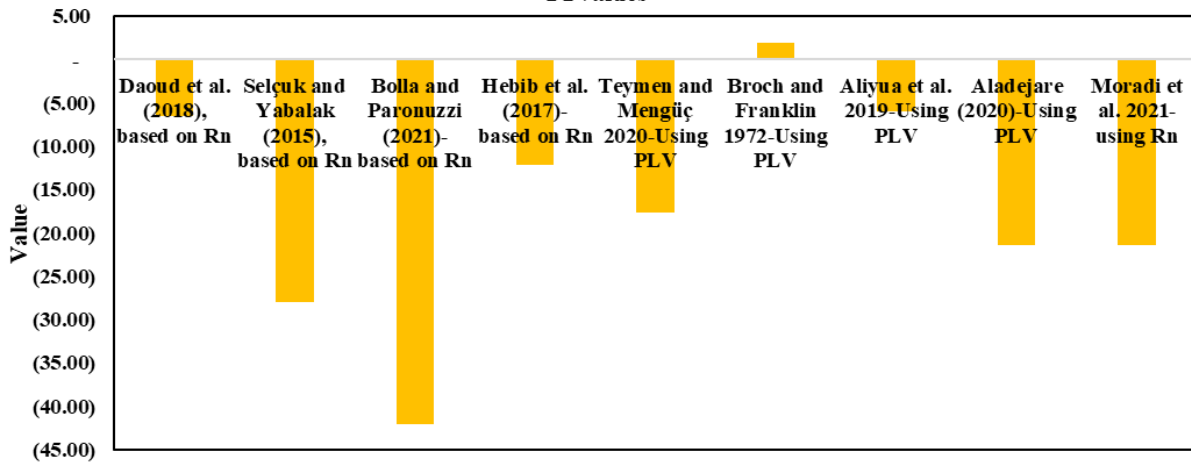 5.00
-
(5.00)
(10.00)
(15.00)
(20.00)
(25.00)
(30.00)
(35.00)
(40.00)
(45.00)
Value
Daoud et al.
(2018),
based on Rn
Selçuk and
Yabalak
(2015),
based on Rn
Bolla and
Paronuzzi
(2021)-
based on Rn
Hebib et al.
(2017)-
based on Rn
Teymen and
Mengüç
2020-Using
PLV
Broch and
Franklin
1972-Using
PLV
Aliyua et al.
2019-Using
PLV
Aladejare
(2020)-Using
PLV
Moradi et
al. 2021-
using Rn